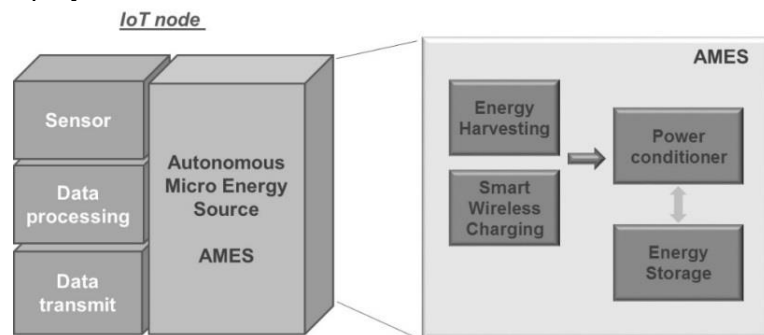 IoT node
Sensor
Data
processing
Data
transmit
Autonomous
Micro Energy
Source
AMES
AMES
Energy
Harvesting
Smart
Wireless
Charging
Power
conditioner
Energy
Storage